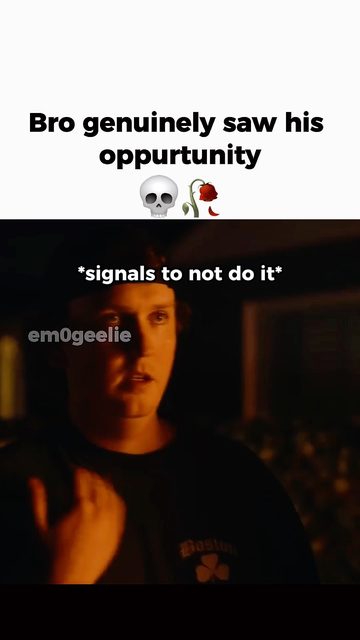 Bro genuinely saw his
oppurtunity
💀🥀
*signals to not do it*
em0geelie
Boston